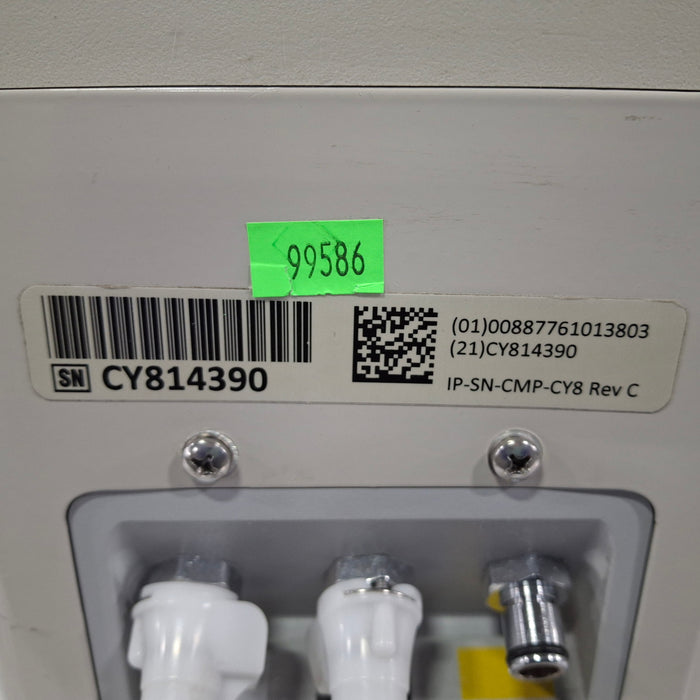 99586
(01)00887761013803
(21)CY814390
SN CY814390
IP-SN-CMP-CY8 Rev C